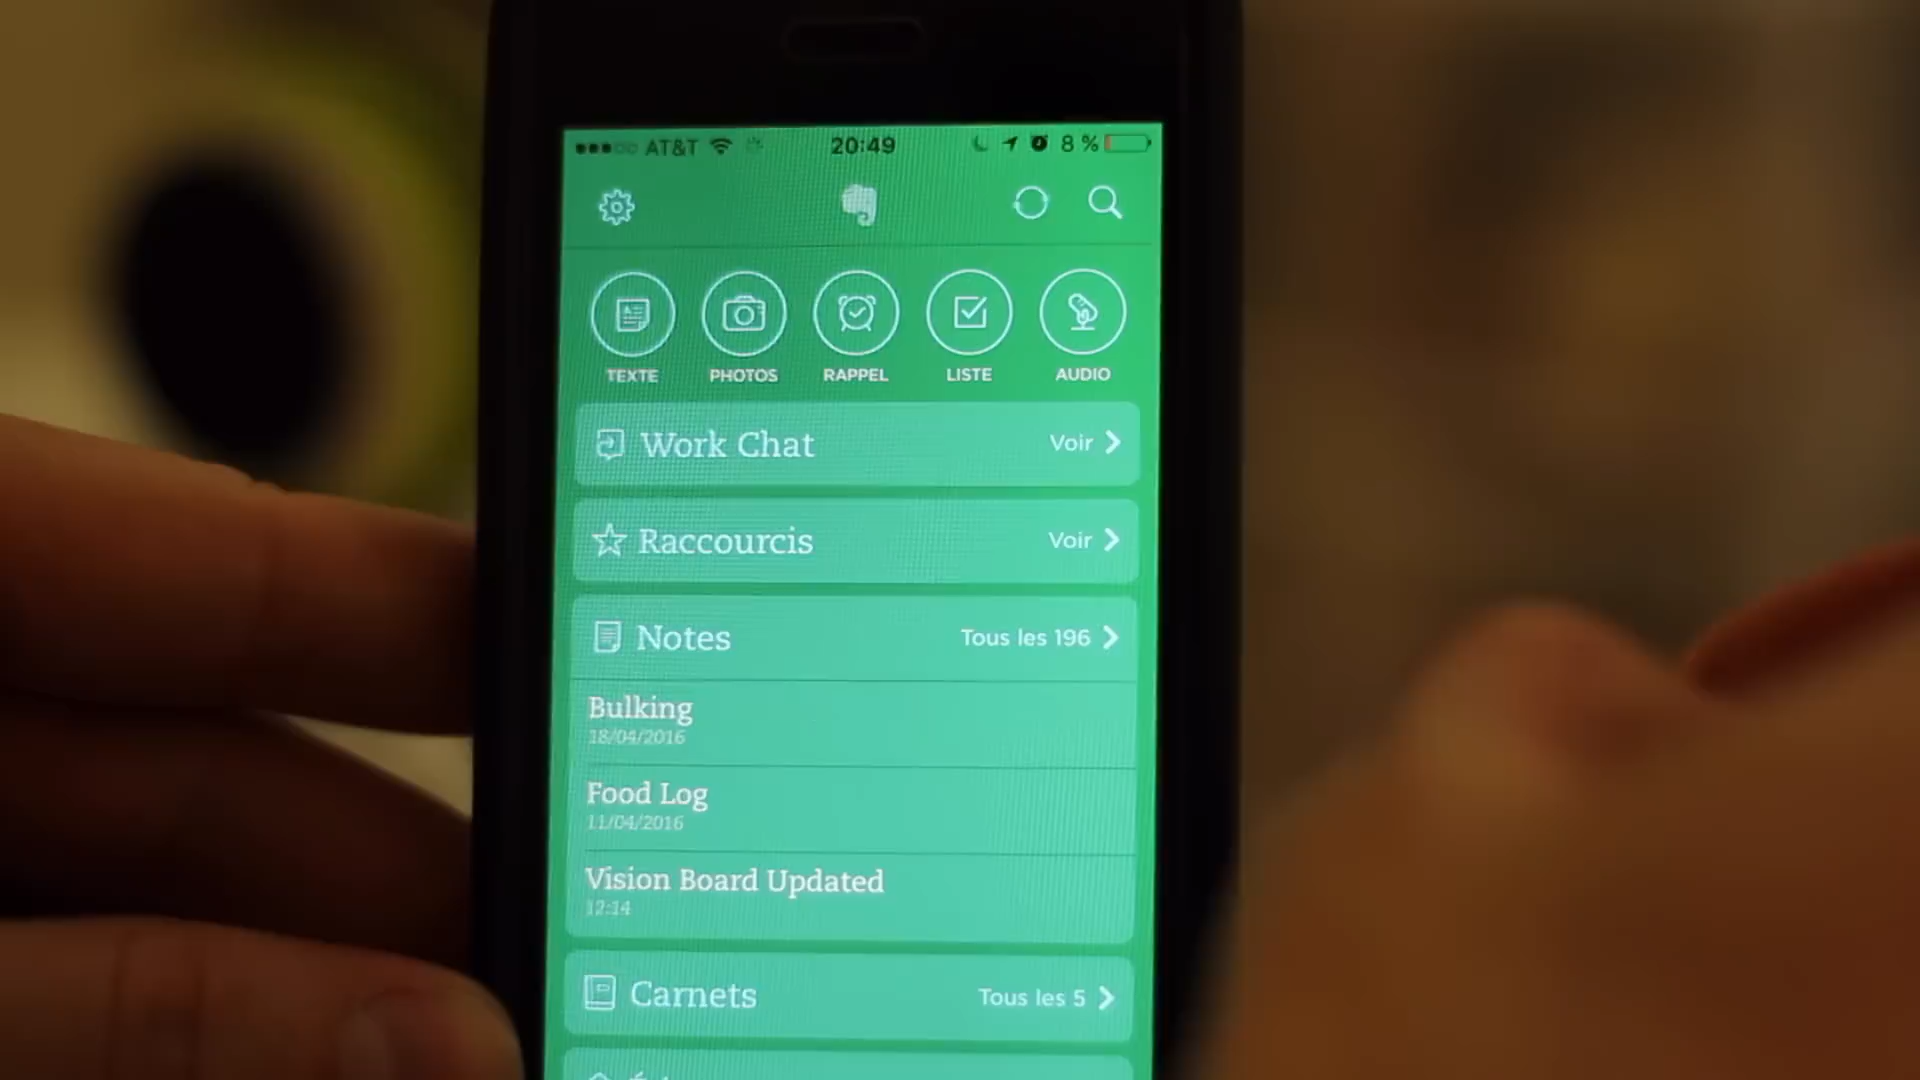 AT&T 20:49 8 %
TEXTE PHOTOS RAPPEL LISTE AUDIO
Work Chat Voir
Raccourcis Voir
Notes Tous les 196
Bulking
18/04/2016
Food Log
11/04/2016
Vision Board Updated
12:14
Carnets Tous les 5